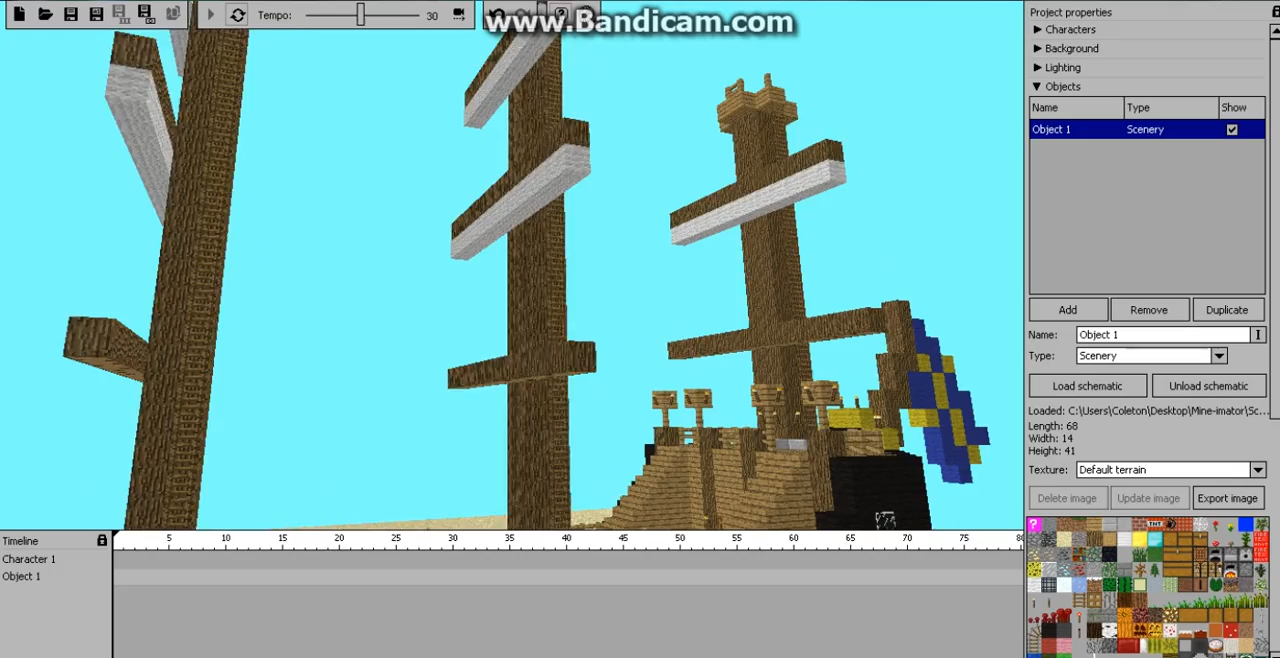 www.Bandicam.com
Tempo: 30
Project properties
Characters
Background
Lighting
Objects
Name Type Show
Object 1 Scenery
Add Remove Duplicate
Name: Object 1
Type: Scenery
Load schematic Unload schematic
Loaded: C:\Users\Coleton\Desktop\Mine-imator\Sc...
Length: 68
Width: 14
Height: 41
Texture: Default terrain
Delete image Update image Export image
Timeline
5 10 15 20 25 30 35 40 45 50 55 60 65 70 75 80
Character 1
Object 1